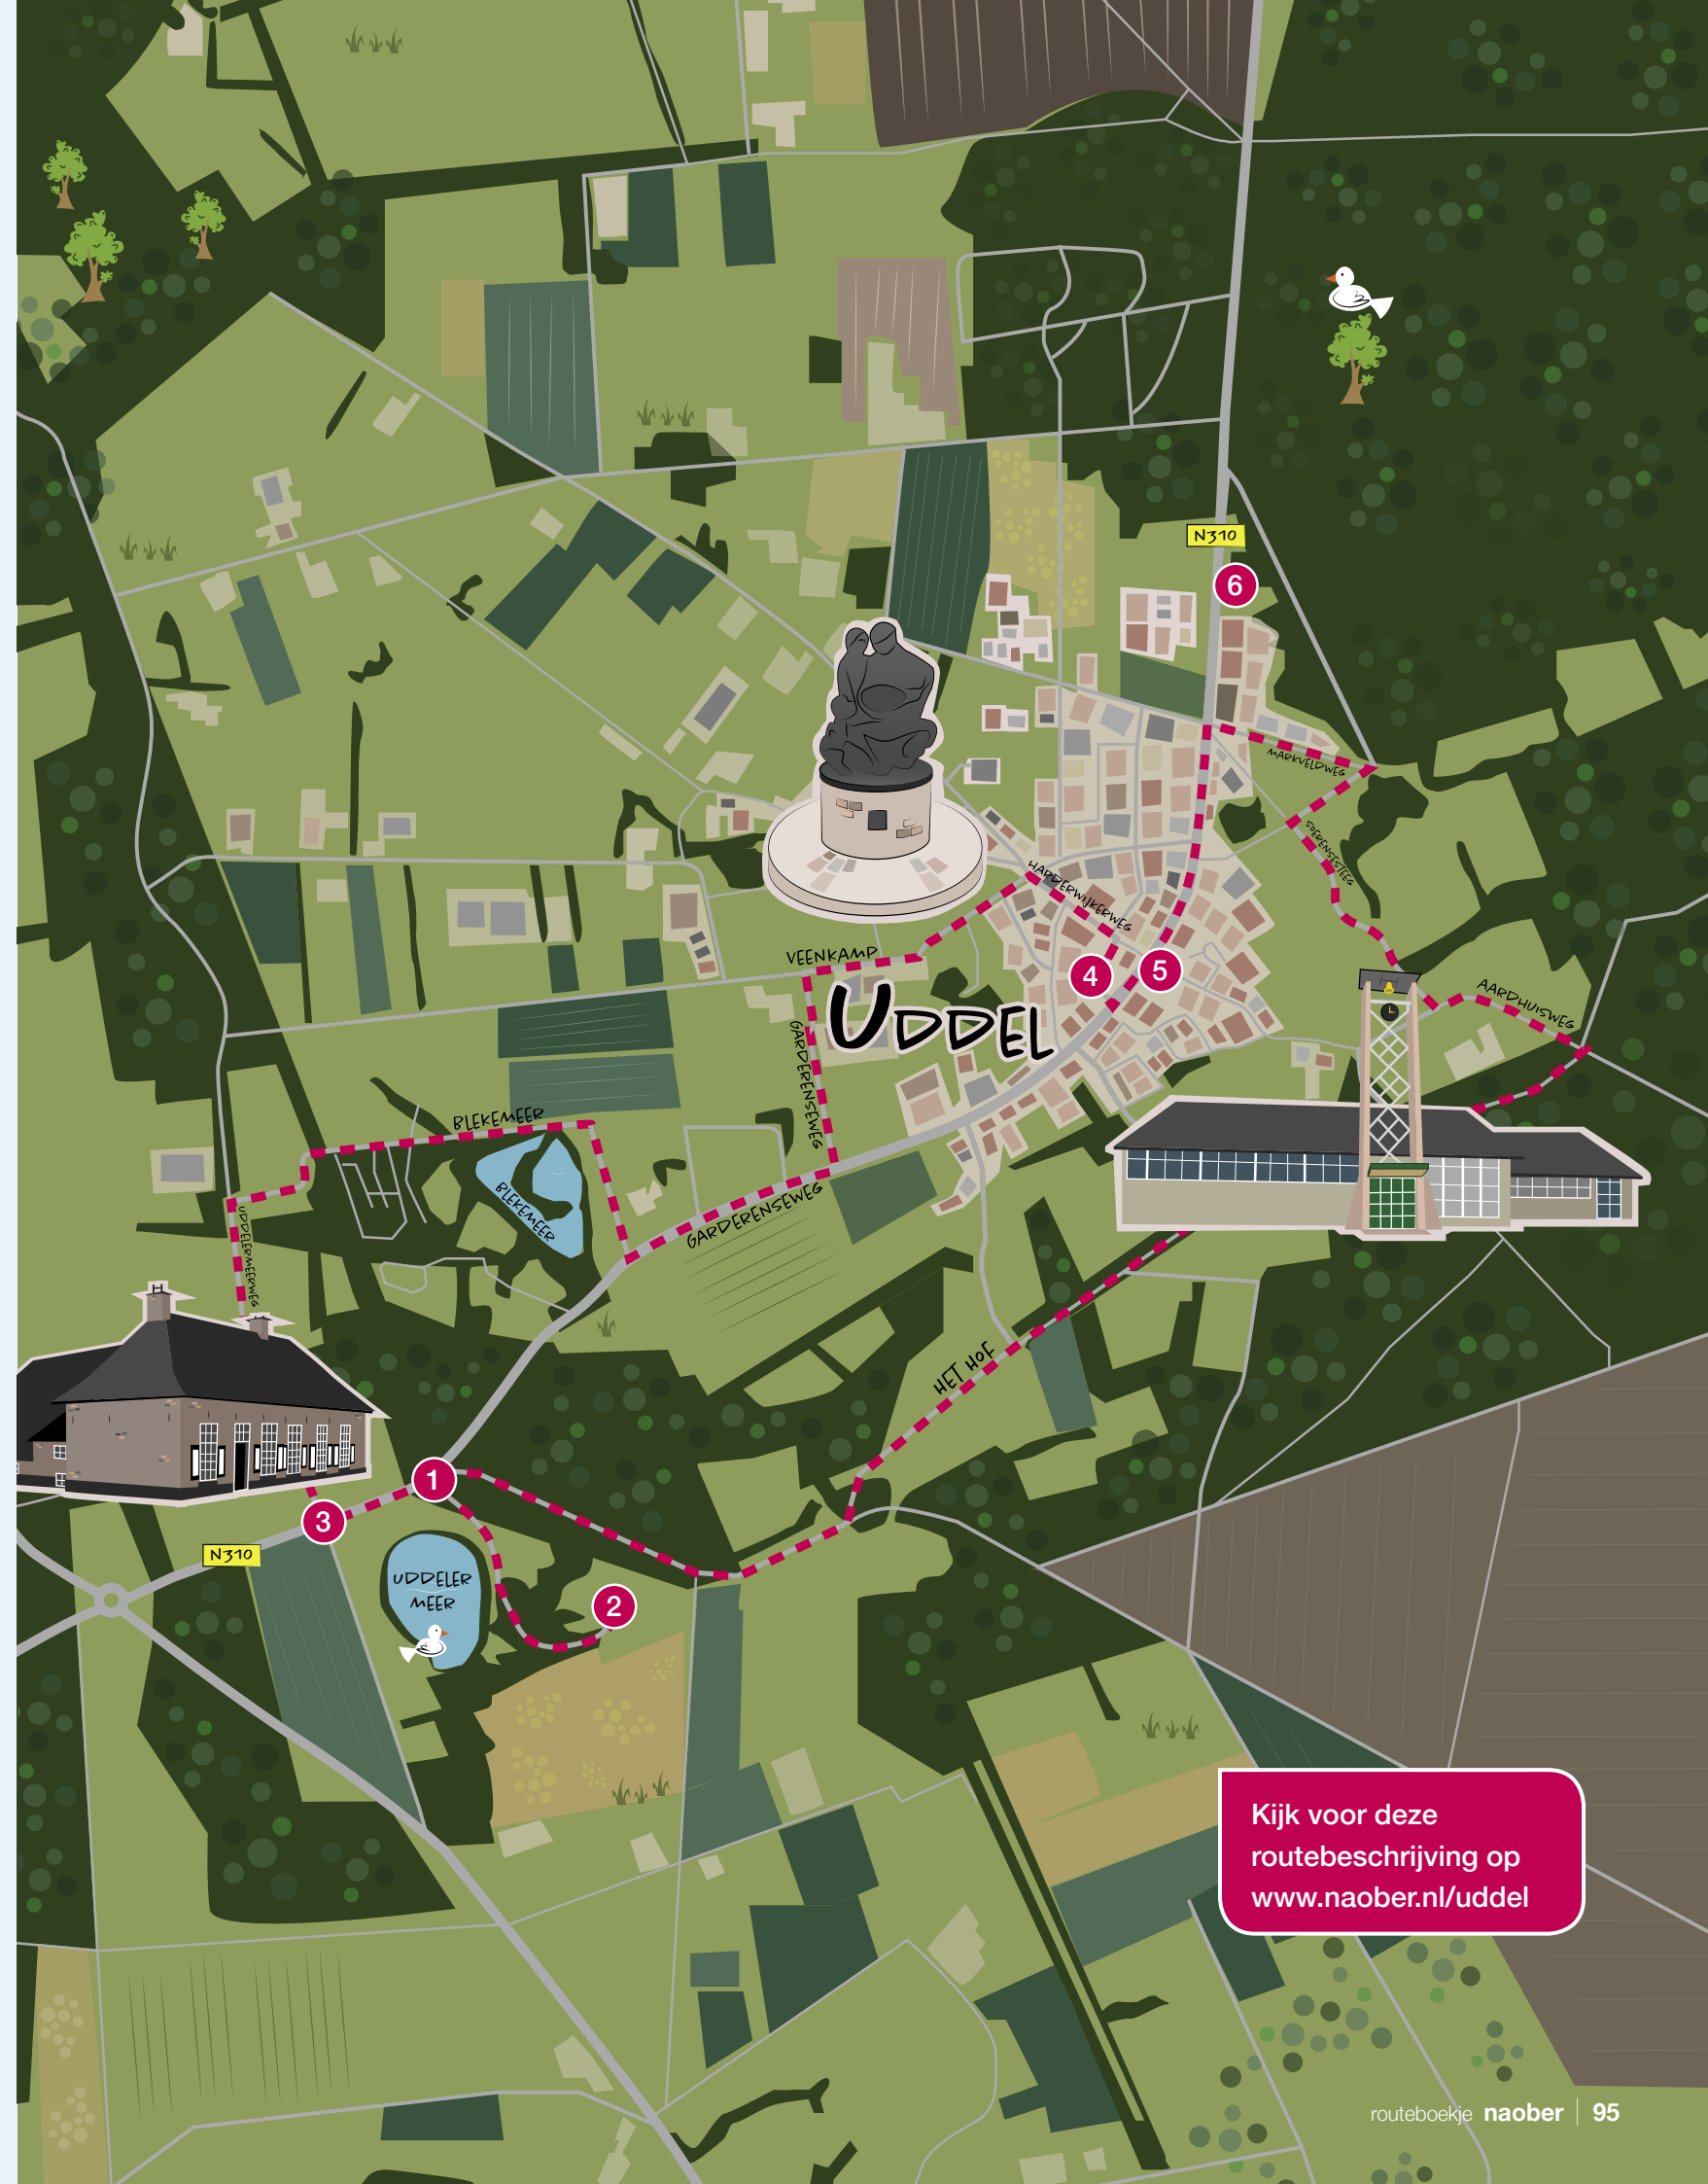 N310
6
MARKVELDWEG
SOERENSESTEEG
HARDERWIJKERWEG
VEENKAMP
4
5
UDDEL
AARDHUISWEG
GARDERENSEWEG
BLEKEMEER
BLEKEMEER
GARDERENSEWEG
UDDELERMEERWEG
HET HOF
1
3
N310
UDDELER
MEER
2
Kijk voor deze
routebeschrijving op
www.naober.nl/uddel
routeboekje naober | 95